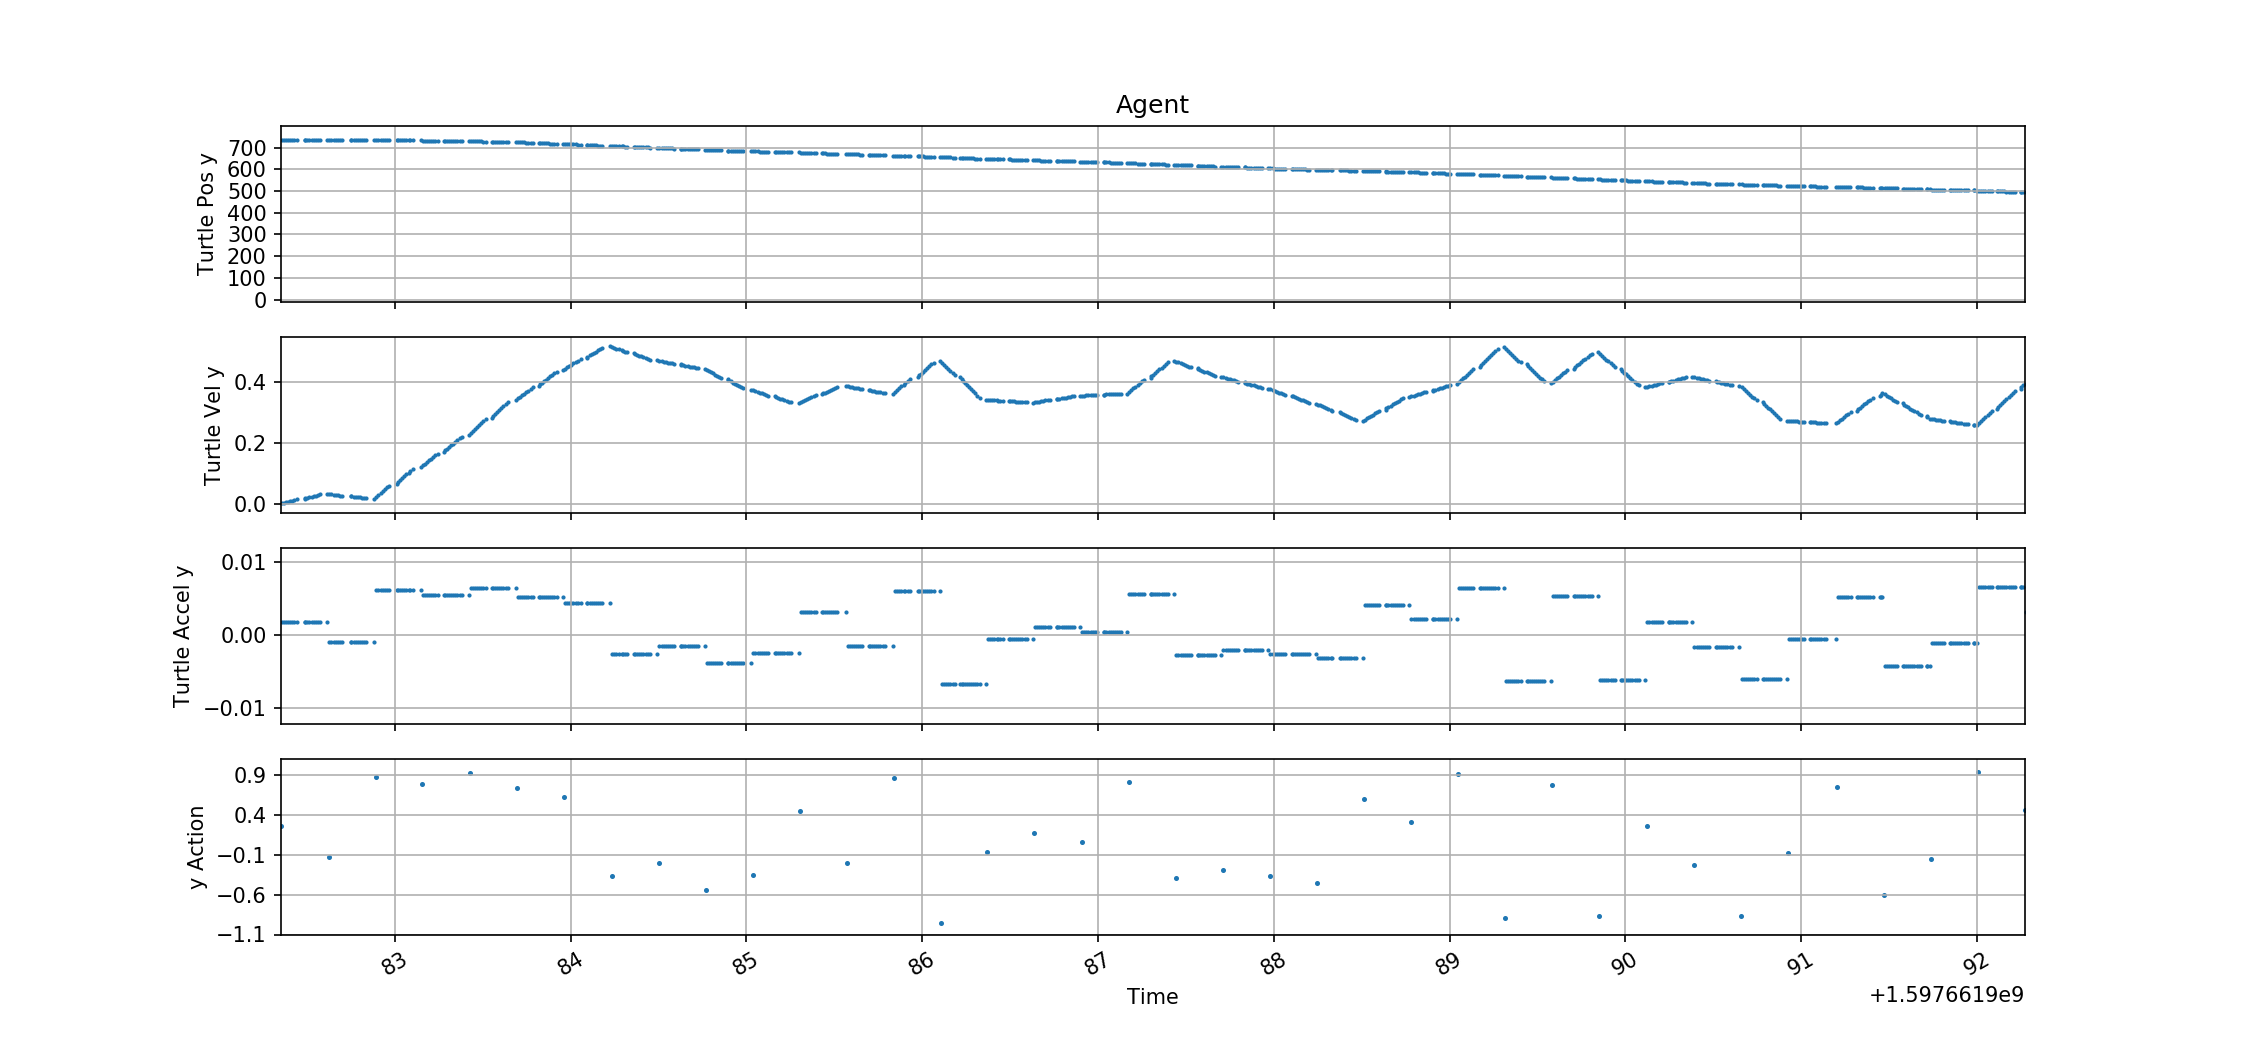 Agent
700
600
500
400
300
200
100
0
Turtle Pos y
0.4
0.2
0.0
Turtle Vel y
0.01
0.00
−0.01
Turtle Accel y
0.9
0.4
−0.1
−0.6
−1.1
y Action
83 84 85 86 87 88 89 90 91 92
Time
+1.5976619e9